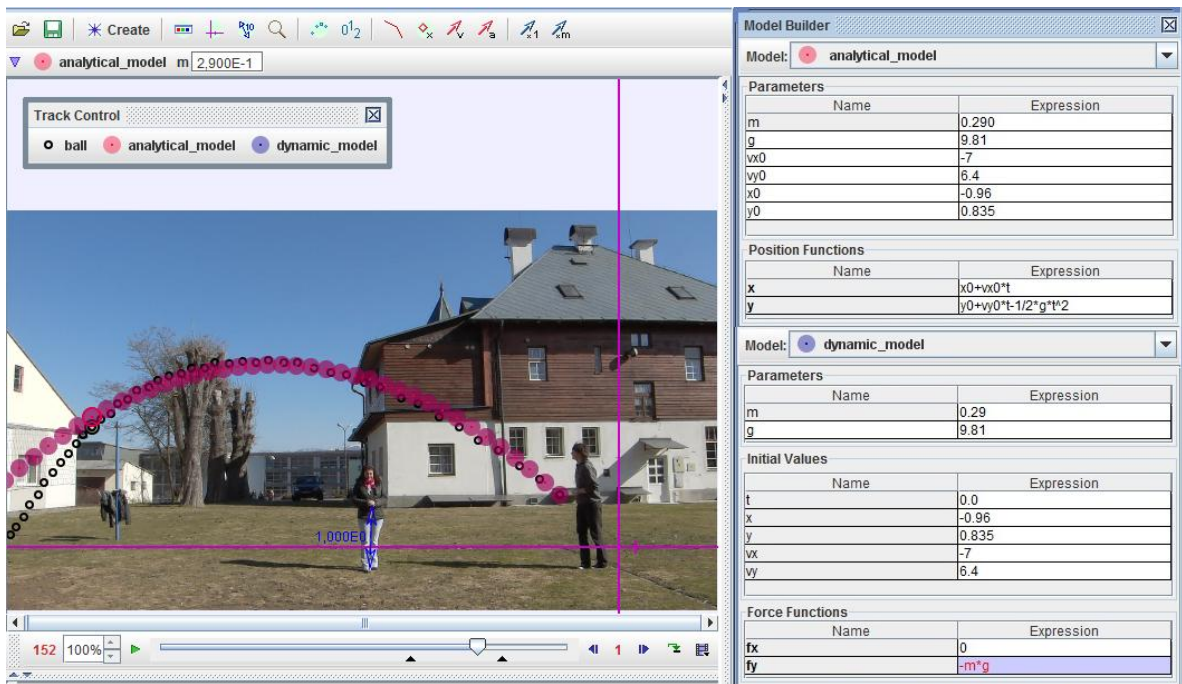 Create
analytical_model m 2,900E-1
Track Control
ball analytical_model dynamic_model
1,000E0
152 100% 1
Model Builder
Model: analytical_model
Parameters
Name Expression
m 0.290
g 9.81
vx0 -7
vy0 6.4
x0 -0.96
y0 0.835
Position Functions
Name Expression
x x0+vx0*t
y y0+vy0*t-1/2*g*t^2
Model: dynamic_model
Parameters
Name Expression
m 0.29
g 9.81
Initial Values
Name Expression
t 0.0
x -0.96
y 0.835
vx -7
vy 6.4
Force Functions
Name Expression
fx 0
fy -m*g